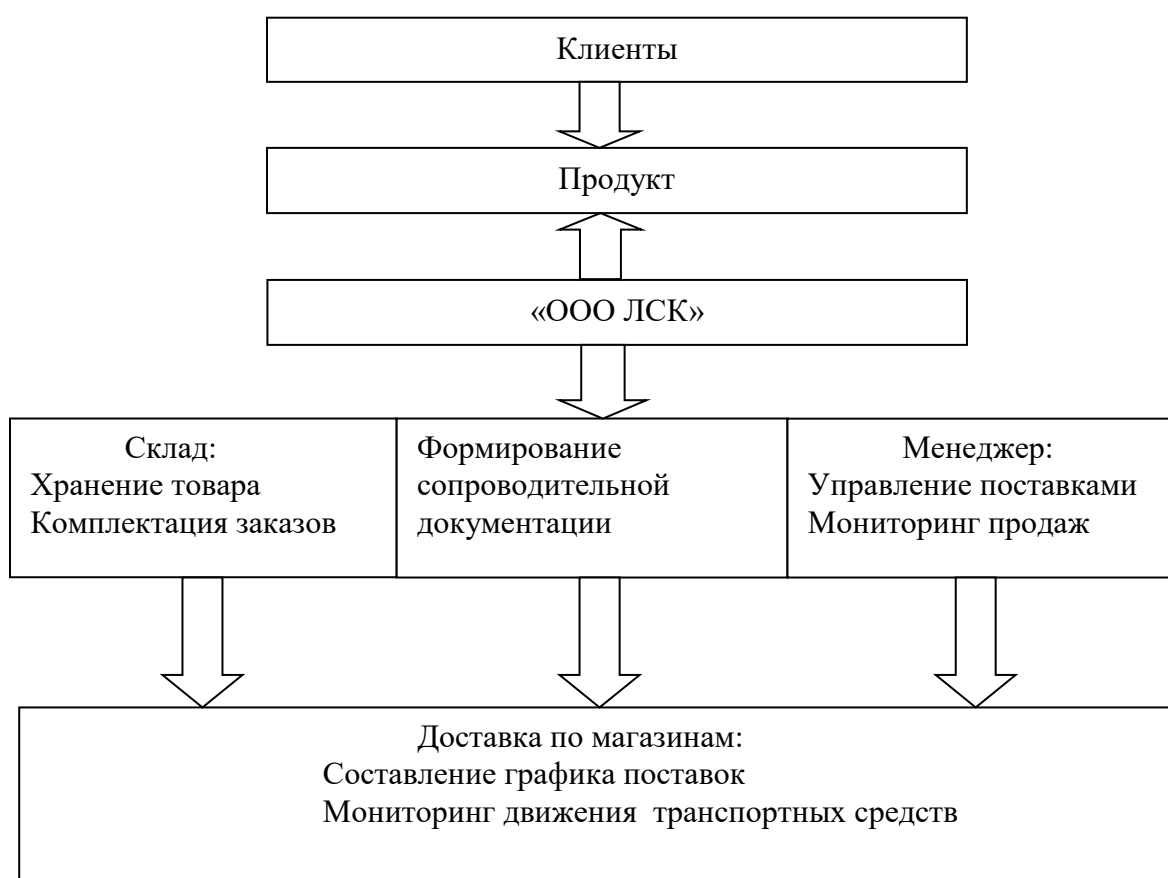 Клиенты
Продукт
«ООО ЛСК»
Склад:
Хранение товара
Комплектация заказов
Формирование
сопроводительной
документации
Менеджер:
Управление поставками
Мониторинг продаж
Доставка по магазинам:
Составление графика поставок
Мониторинг движения  транспортных средств